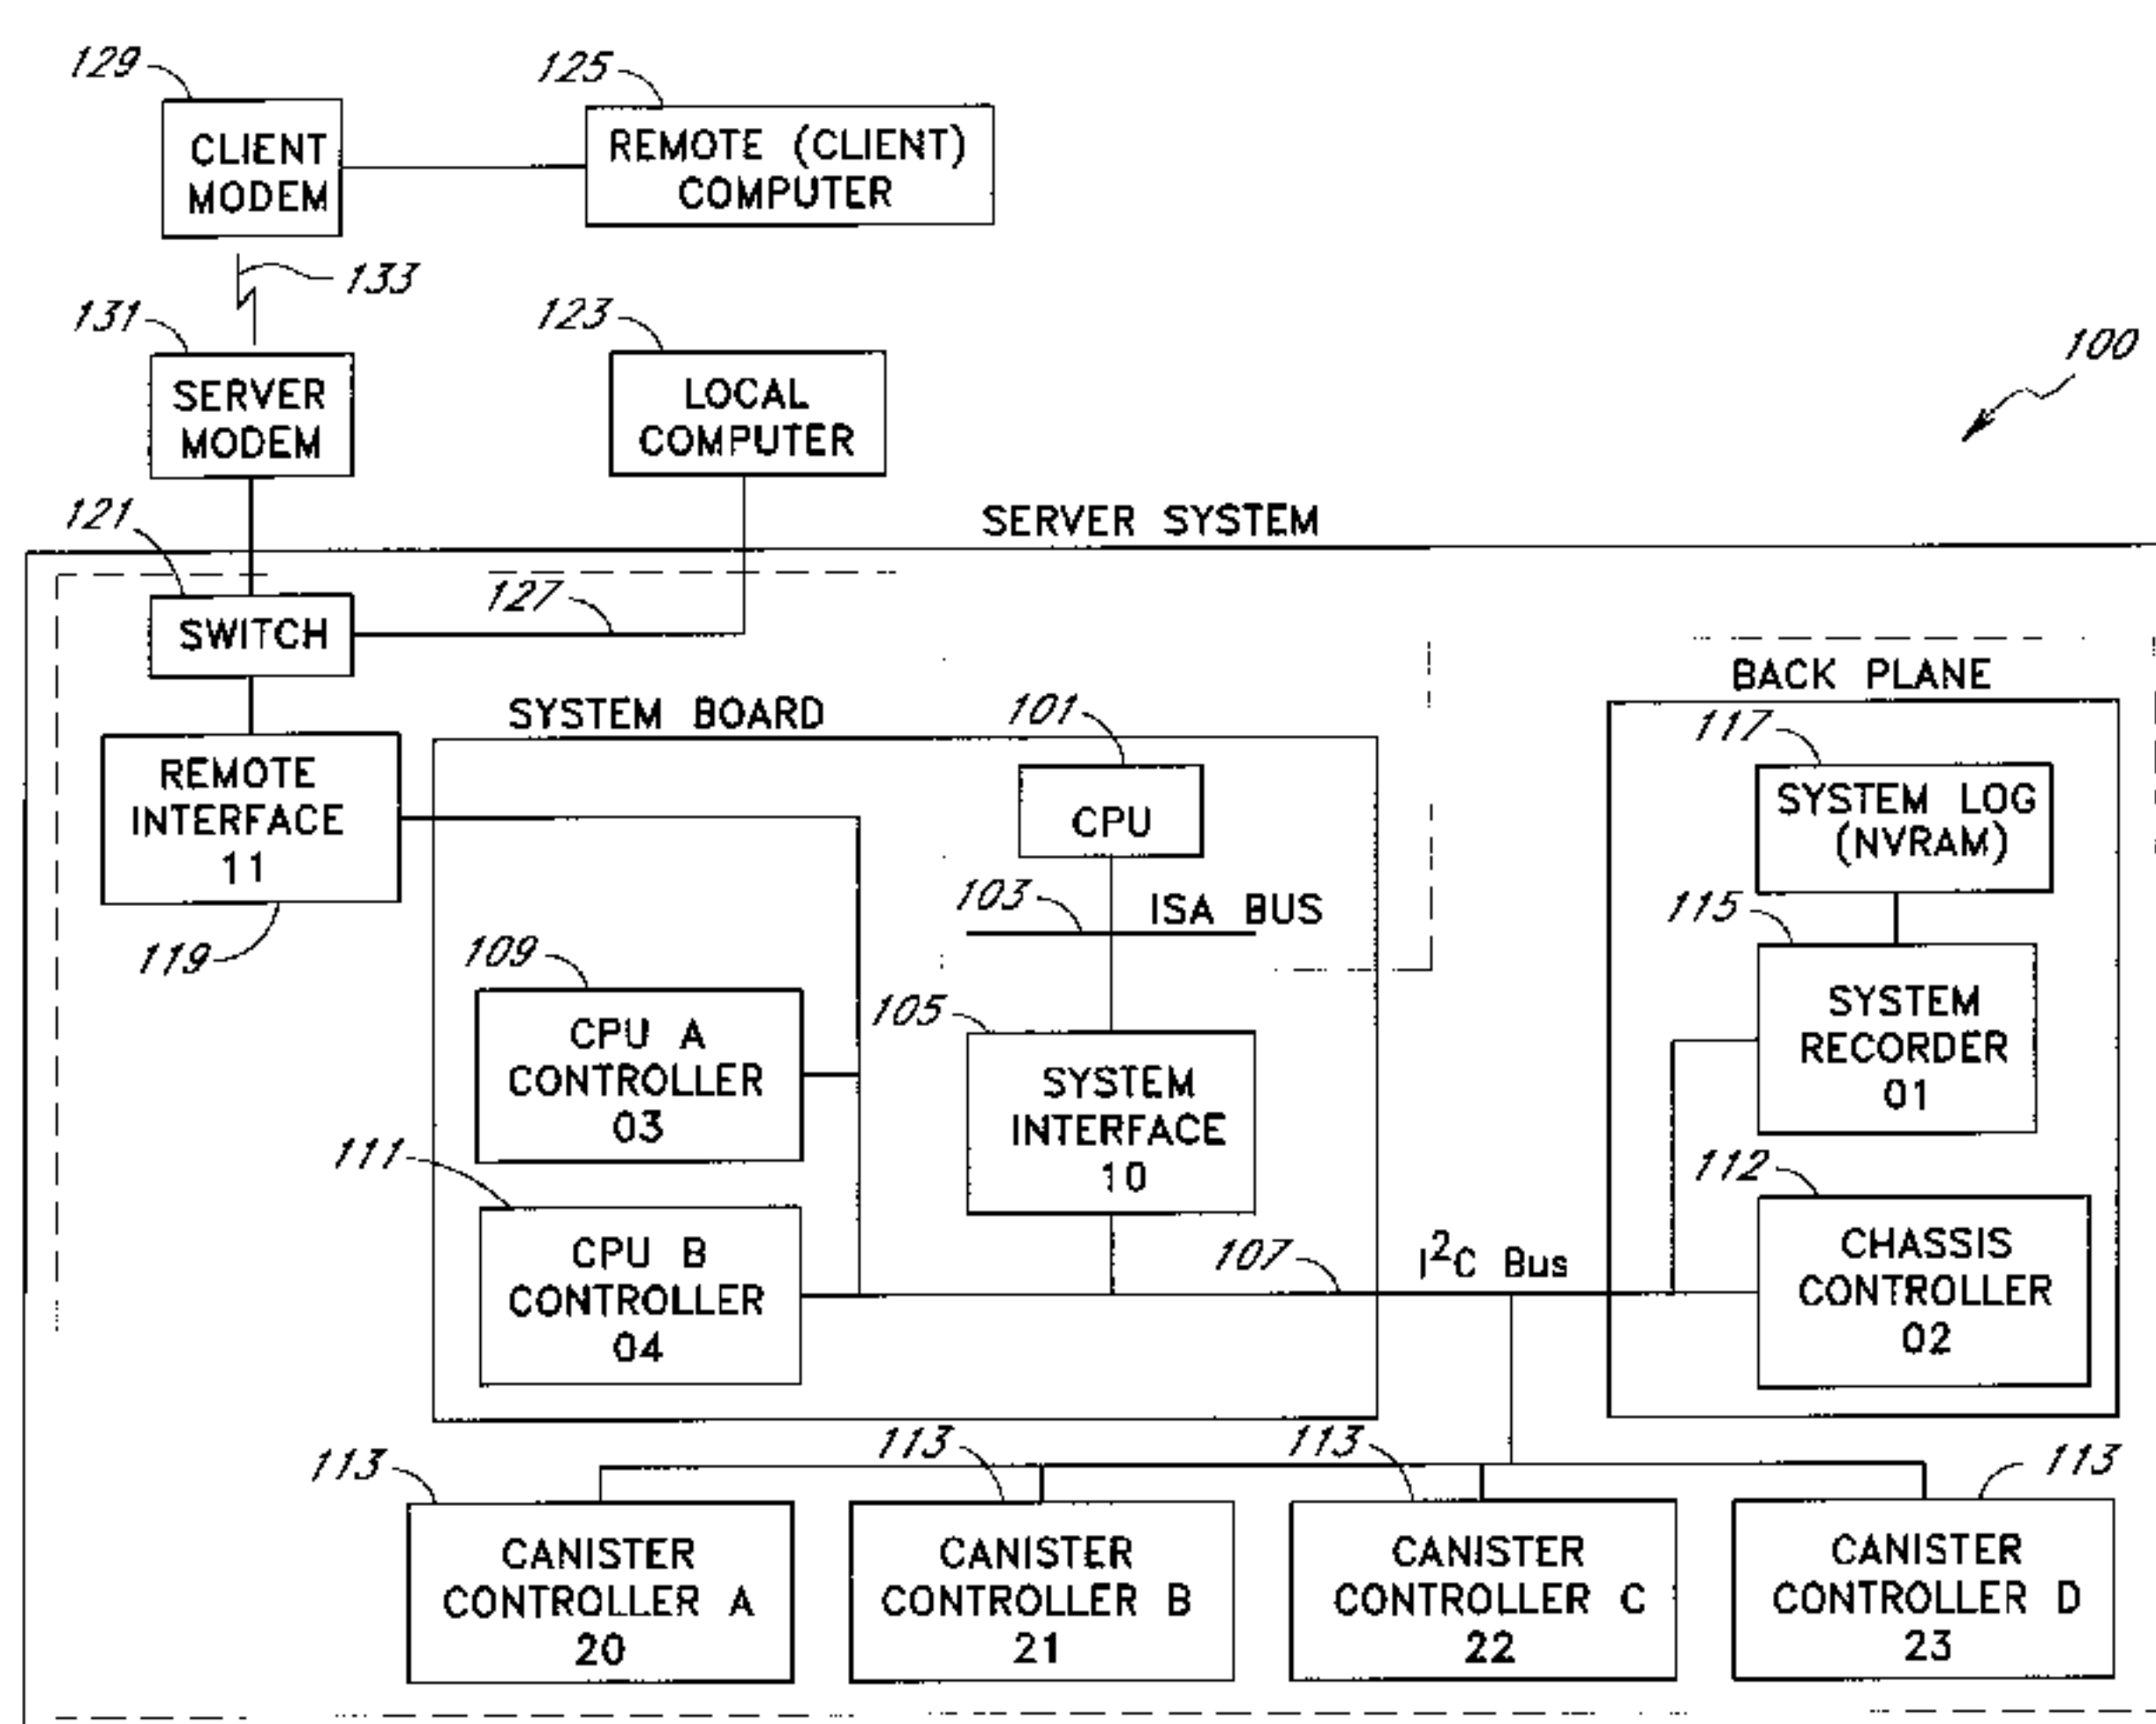 129
125
CLIENT
MODEM
REMOTE (CLIENT)
COMPUTER
133
131
123
100
SERVER
MODEM
LOCAL
COMPUTER
121
SERVER SYSTEM
127
SWITCH
BACK PLANE
SYSTEM BOARD
101
117
REMOTE
INTERFACE
11
CPU
SYSTEM LOG
(NVRAM)
103
ISA BUS
115
119
109
105
CPU A
CONTROLLER
03
SYSTEM
INTERFACE
10
SYSTEM
RECORDER
01
111
112
CPU B
CONTROLLER
04
107
I²C Bus
CHASSIS
CONTROLLER
02
113
113
113
113
CANISTER
CONTROLLER A
20
CANISTER
CONTROLLER B
21
CANISTER
CONTROLLER C
22
CANISTER
CONTROLLER D
23